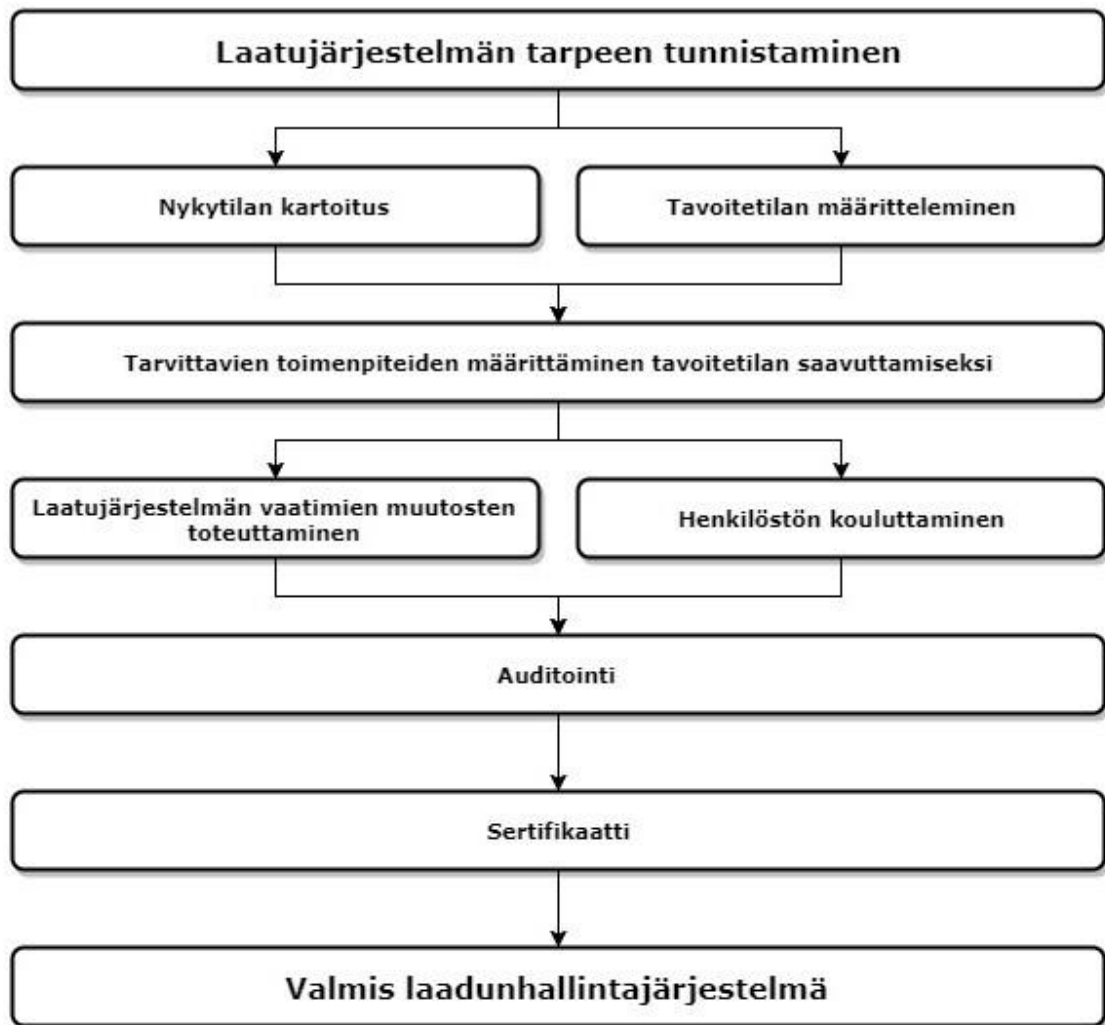 Laatujärjestelmän tarpeen tunnistaminen
Nykytilan kartoitus
Tavoitetilan määritteleminen
Tarvittavien toimenpiteiden määrittäminen tavoitetilan saavuttamiseksi
Laatujärjestelmän vaatimien muutosten
toteuttaminen
Henkilöstön kouluttaminen
Auditointi
Sertifikaatti
Valmis laadunhallintajärjestelmä